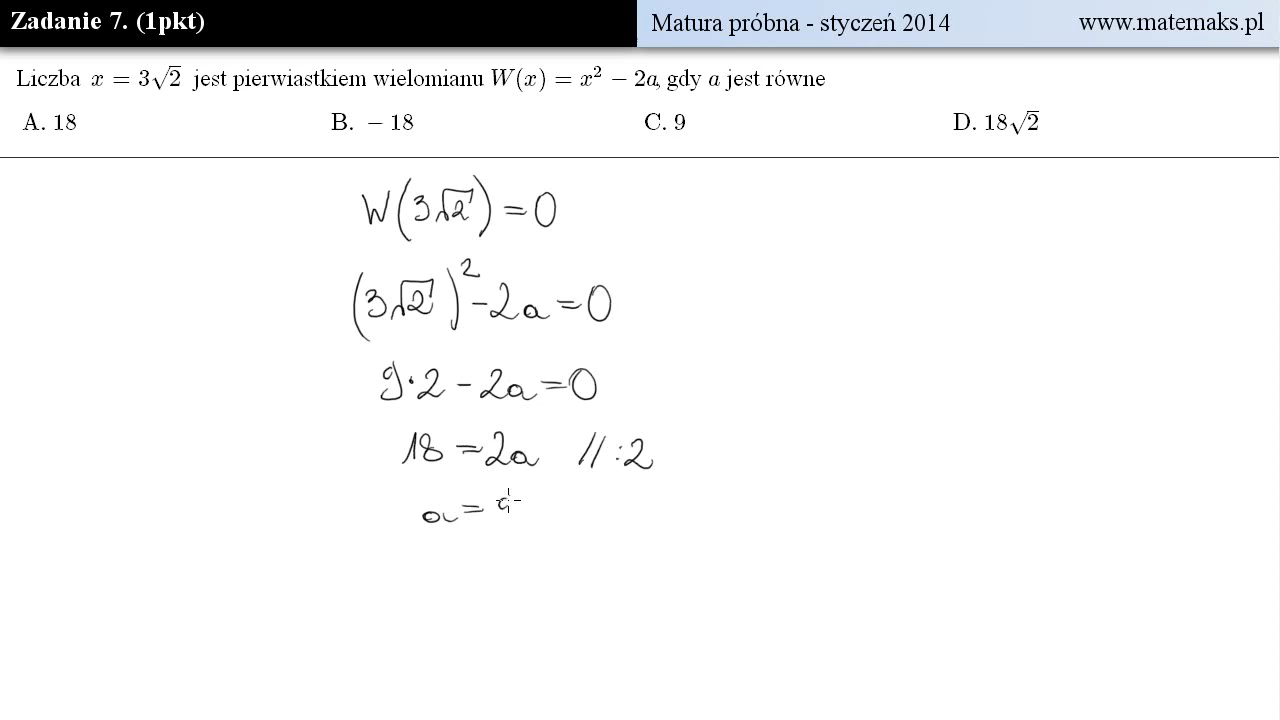 Zadanie 7. (1pkt)
Matura próbna - styczeń 2014
www.matemaks.pl
Liczba x = 3√2 jest pierwiastkiem wielomianu W(x) = x² − 2a, gdy a jest równe
A. 18
B. − 18
C. 9
D. 18√2
W(3√2) = 0
(3√2)² − 2a = 0
9·2 − 2a = 0
18 = 2a // :2
a =